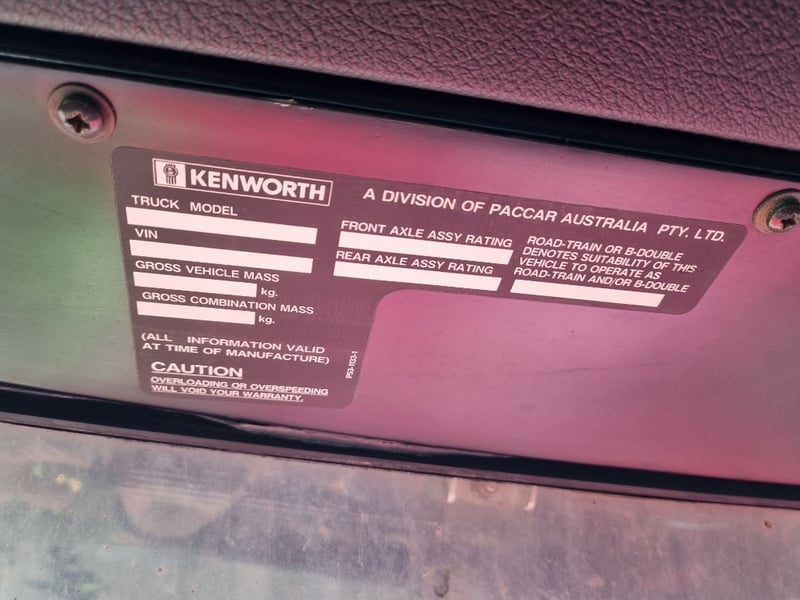 KENWORTH
A DIVISION OF PACCAR AUSTRALIA PTY. LTD.
TRUCK MODEL
VIN
GROSS VEHICLE MASS
kg.
GROSS COMBINATION MASS
kg.
FRONT AXLE ASSY RATING
REAR AXLE ASSY RATING
ROAD-TRAIN OR B-DOUBLE
DENOTES SUITABILITY OF THIS
VEHICLE TO OPERATE AS
ROAD-TRAIN AND/OR B-DOUBLE
(ALL INFORMATION VALID
AT TIME OF MANUFACTURE)
CAUTION
OVERLOADING OR OVERSPEEDING
WILL VOID YOUR WARRANTY.
P53-1G3-1